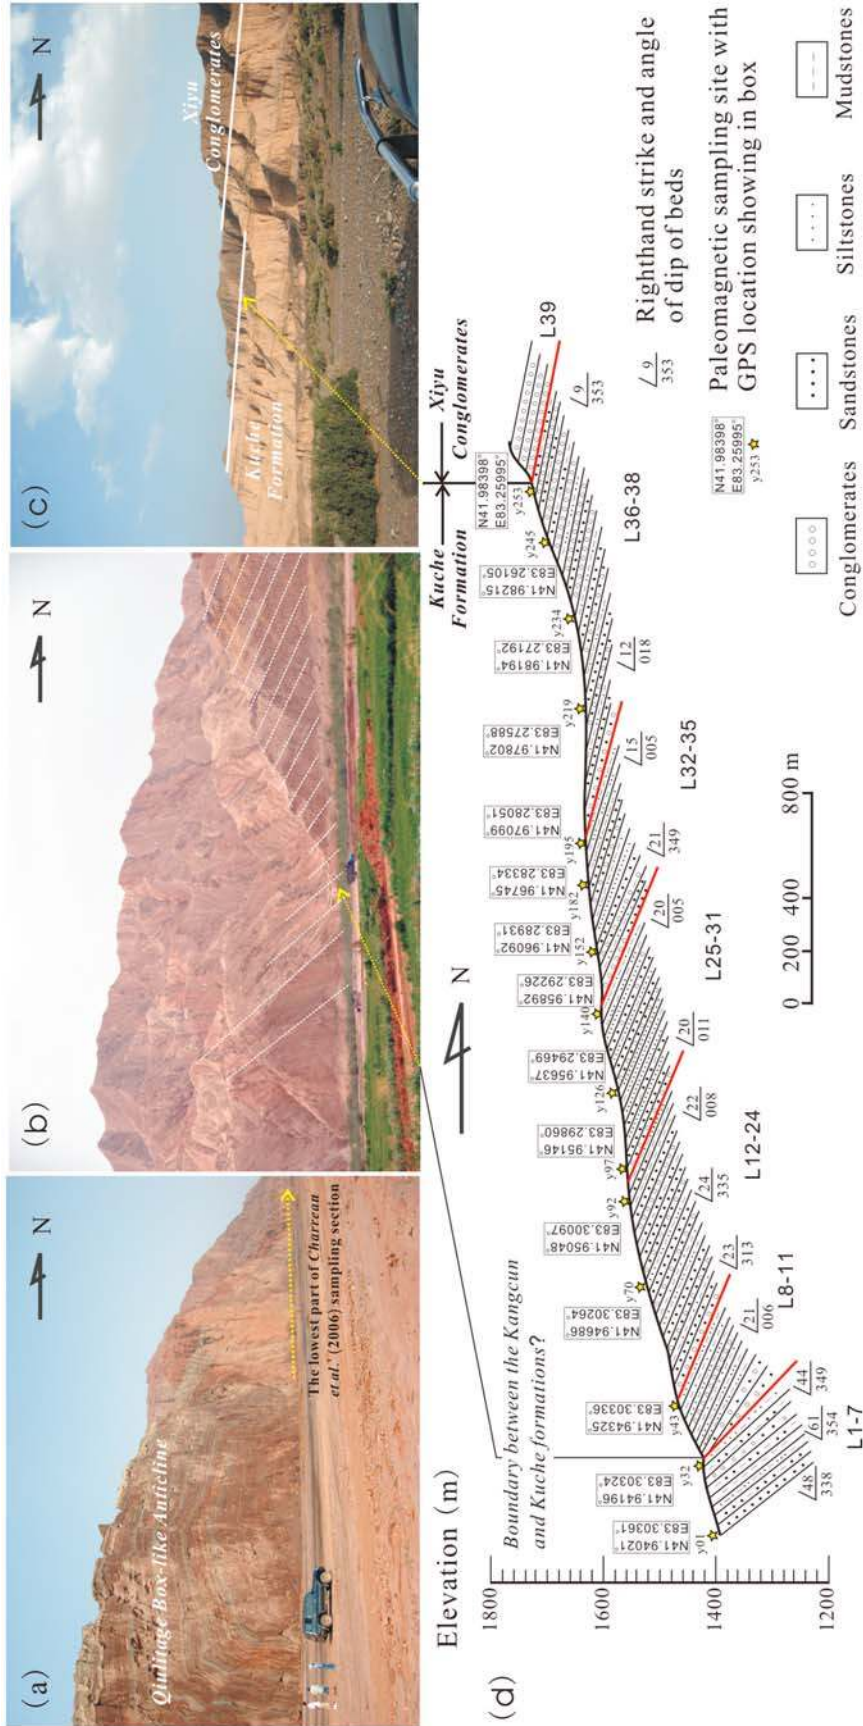 (a)
N
Qiulitage Box-like Anticline
The lowest part of Charreau
et al.' (2006) sampling section
(b)
N
(c)
N
Kuche
Formation
Xiyu
Conglomerates
(d)
Elevation (m)
1800
1600
1400
1200
Boundary between the Kangcun
and Kuche formations?
N
Kuche
Formation
Xiyu
Conglomerates
N41.94021°
E83.30361°
y01
N41.94196°
E83.30324°
y32
N41.94325°
E83.30336°
y43
N41.94686°
E83.30264°
y70
N41.95048°
E83.30097°
y92
N41.95146°
E83.29860°
y97
N41.95637°
E83.29469°
y126
N41.95892°
E83.29226°
y140
N41.96092°
E83.28931°
y152
N41.96745°
E83.28334°
y182
N41.97099°
E83.28051°
y195
N41.97802°
E83.27588°
y219
N41.98194°
E83.27192°
y234
N41.98215°
E83.26105°
y245
N41.98398°
E83.25995°
y253
48
338
61
354
44
349
21
006
23
313
24
335
22
008
20
011
20
005
21
349
15
005
12
018
9
353
L1-7
L8-11
L12-24
L25-31
L32-35
L36-38
L39
0 200 400 800 m
9
353
Righthand strike and angle
of dip of beds
N41.98398°
E83.25995°
y253
Paleomagnetic sampling site with
GPS location showing in box
Conglomerates
Sandstones
Siltstones
Mudstones